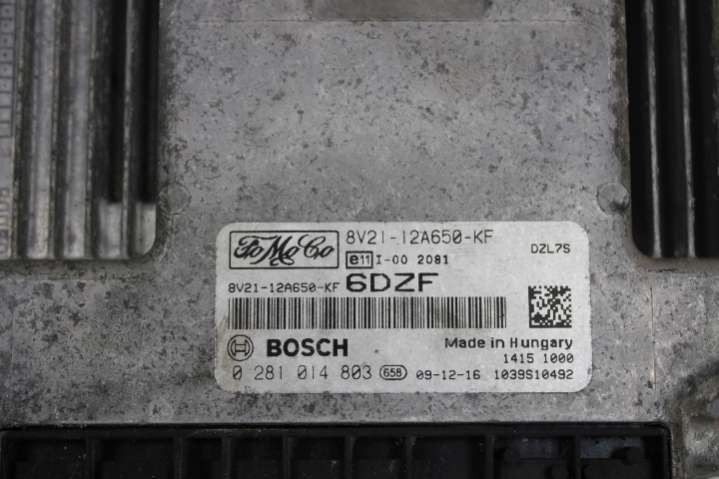 FoMoCo 8V21-12A650-KF
DZL7S
e11 I-00 2081
8V21-12A650-KF 6DZF
BOSCH Made in Hungary
1415 1000
0 281 014 803 658 09-12-16 1039S10492